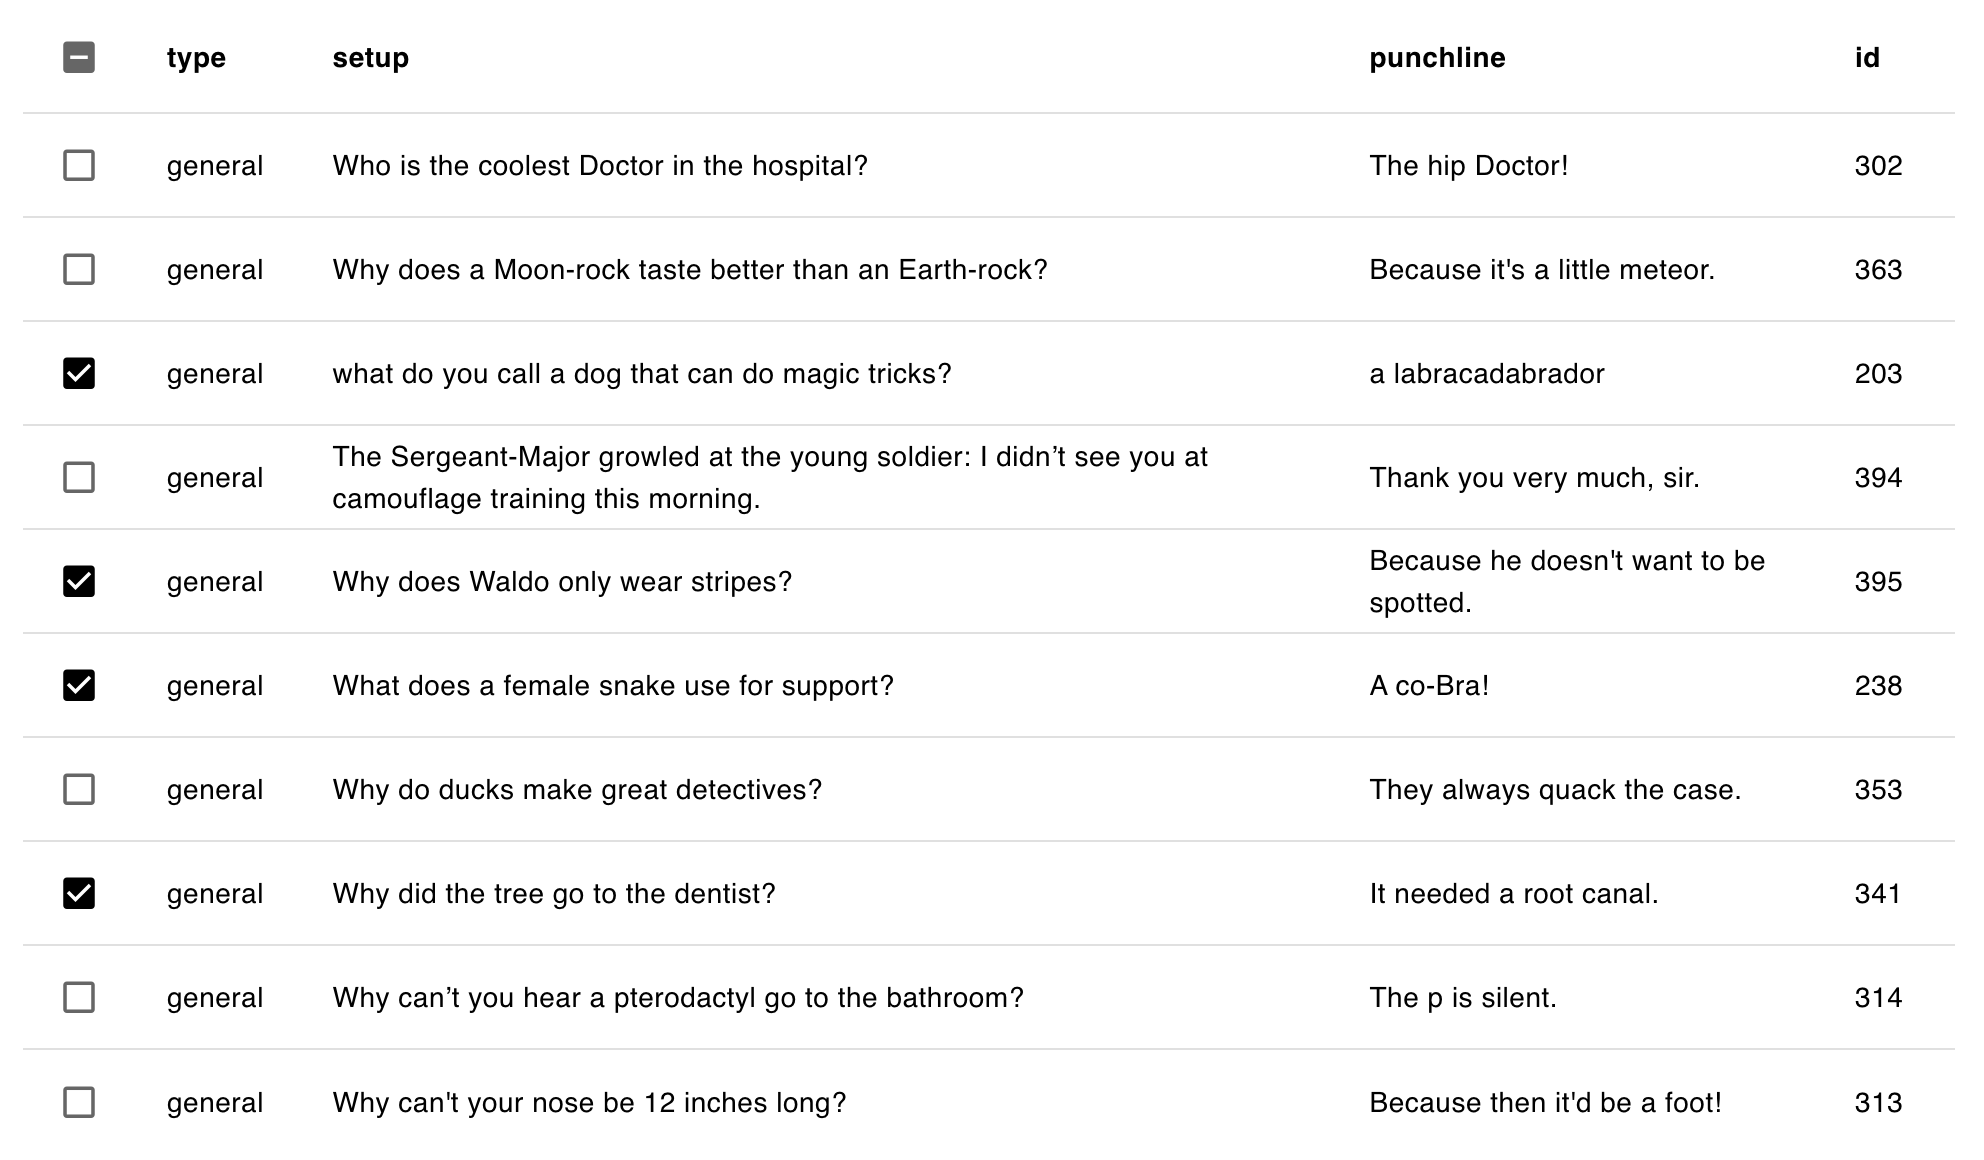 type setup punchline id
general Who is the coolest Doctor in the hospital? The hip Doctor! 302
general Why does a Moon-rock taste better than an Earth-rock? Because it's a little meteor. 363
general what do you call a dog that can do magic tricks? a labracadabrador 203
general The Sergeant-Major growled at the young soldier: I didn’t see you at
camouflage training this morning. Thank you very much, sir. 394
general Why does Waldo only wear stripes? Because he doesn't want to be
spotted. 395
general What does a female snake use for support? A co-Bra! 238
general Why do ducks make great detectives? They always quack the case. 353
general Why did the tree go to the dentist? It needed a root canal. 341
general Why can’t you hear a pterodactyl go to the bathroom? The p is silent. 314
general Why can't your nose be 12 inches long? Because then it'd be a foot! 313